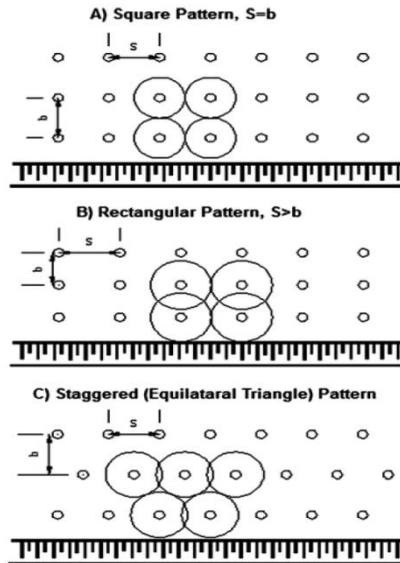 A) Square Pattern, S=b
S
b
B) Rectangular Pattern, S>b
S
b
C) Staggered (Equilataral Triangle) Pattern
S
b